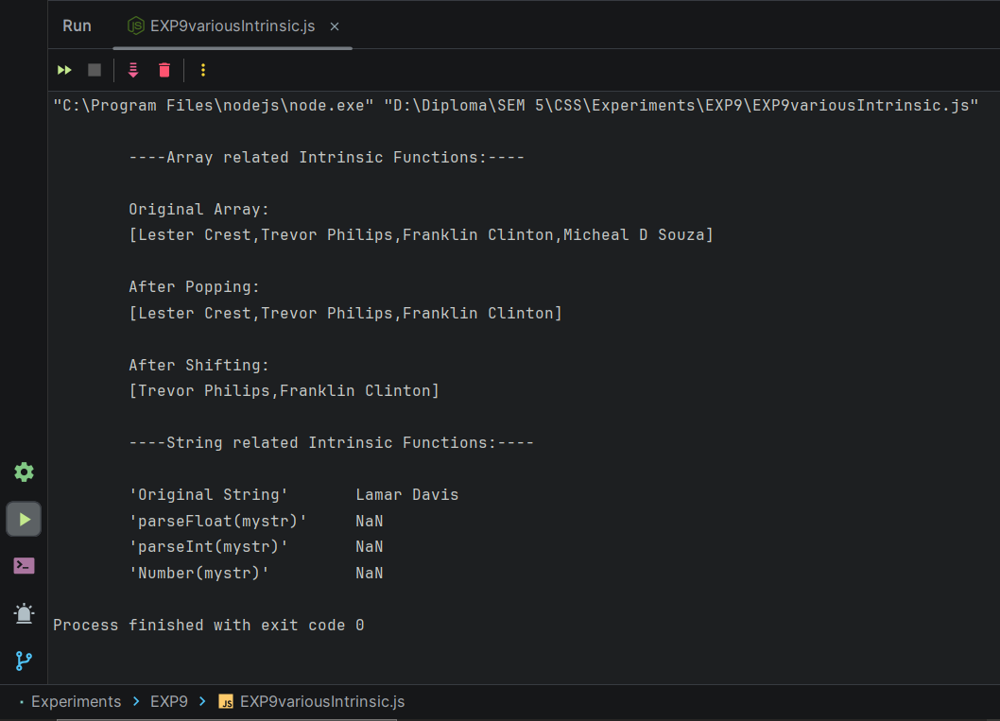 Run EXP9variousIntrinsic.js ×
"C:\Program Files\nodejs\node.exe" "D:\Diploma\SEM 5\CSS\Experiments\EXP9\EXP9variousIntrinsic.js"
----Array related Intrinsic Functions:----
Original Array:
[Lester Crest,Trevor Philips,Franklin Clinton,Micheal D Souza]
After Popping:
[Lester Crest,Trevor Philips,Franklin Clinton]
After Shifting:
[Trevor Philips,Franklin Clinton]
----String related Intrinsic Functions:----
'Original String' Lamar Davis
'parseFloat(mystr)' NaN
'parseInt(mystr)' NaN
'Number(mystr)' NaN
Process finished with exit code 0
Experiments > EXP9 > JS EXP9variousIntrinsic.js